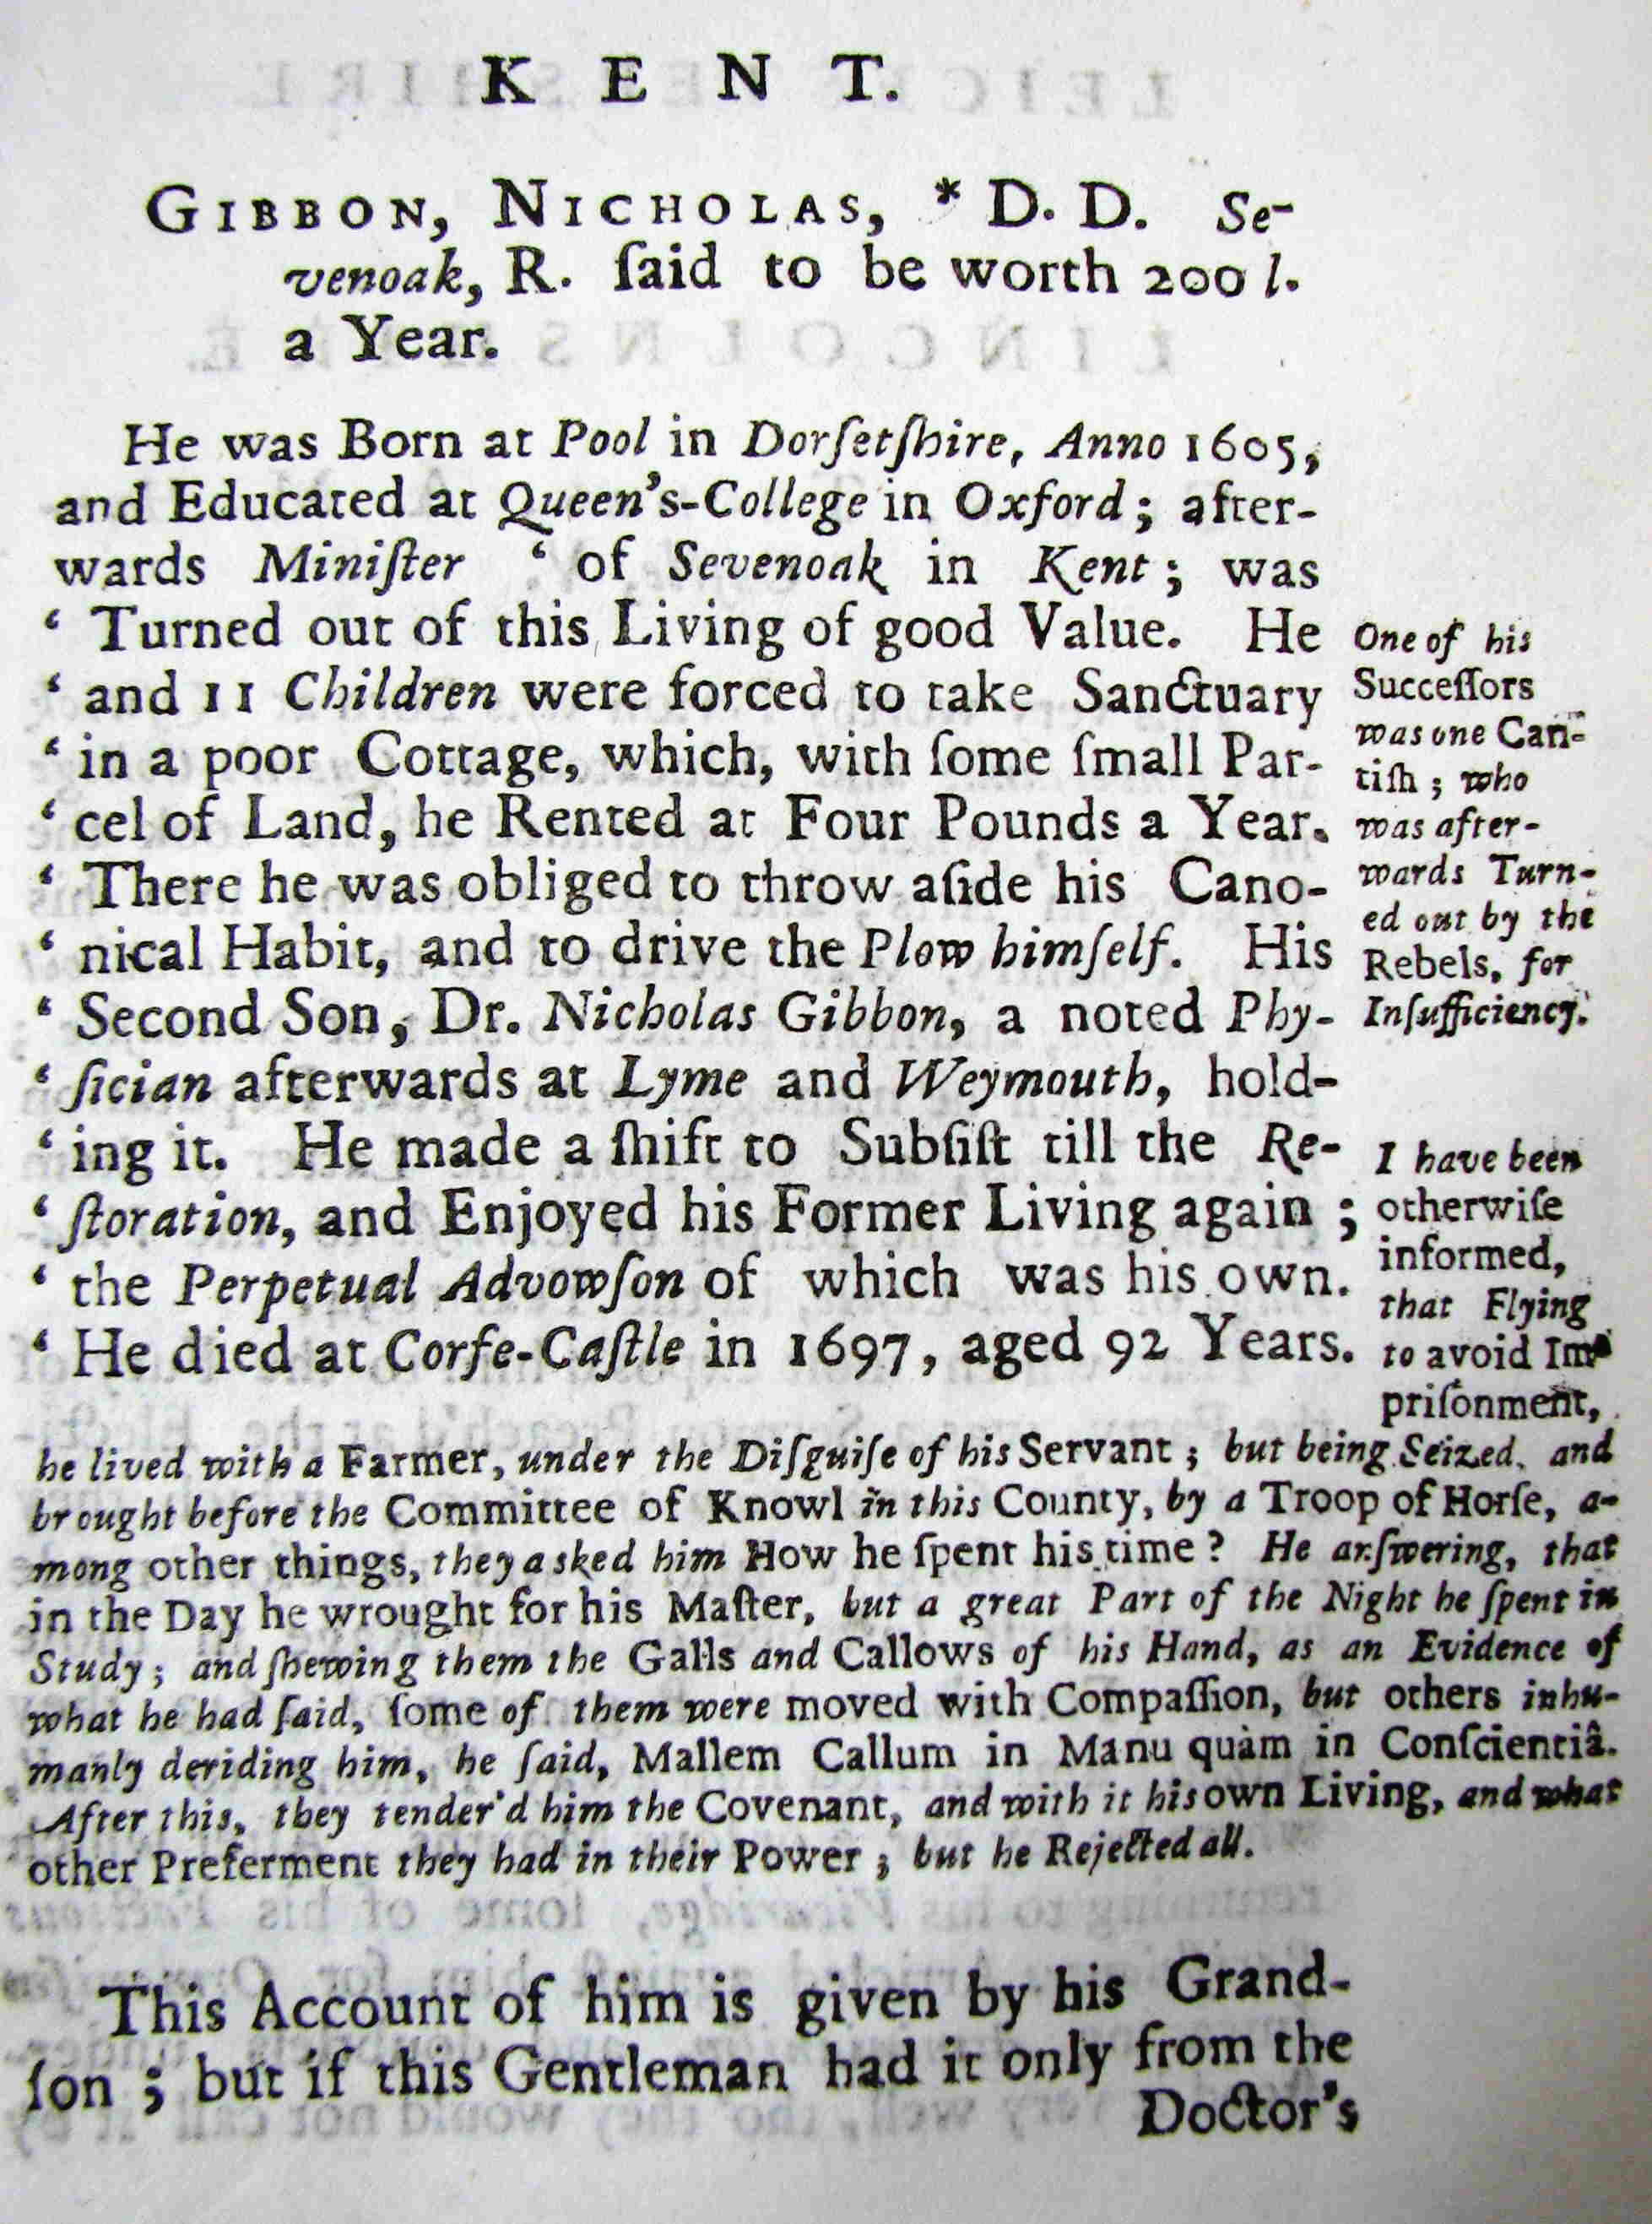 KENT.
GIBBON, NICHOLAS, * D. D. Se-
venoak, R. ſaid to be worth 200 l.
a Year.
He was Born at Pool in Dorſetſhire, Anno 1605,
and Educated at Queen's-College in Oxford; after-
wards Miniſter ‘ of Sevenoak in Kent; was
‘ Turned out of this Living of good Value. He
‘ and 11 Children were forced to take Sanctuary
‘ in a poor Cottage, which, with ſome ſmall Par-
‘ cel of Land, he Rented at Four Pounds a Year.
‘ There he was obliged to throw aſide his Cano-
‘ nical Habit, and to drive the Plow himſelf. His
‘ Second Son, Dr. Nicholas Gibbon, a noted Phy-
‘ ſician afterwards at Lyme and Weymouth, hold-
‘ ing it. He made a ſhift to Subſiſt till the Re-
‘ ſtoration, and Enjoyed his Former Living again ;
‘ the Perpetual Advowſon of which was his own.
‘ He died at Corfe-Caſtle in 1697, aged 92 Years.
One of his
Succeſſors
was one Can-
tiſh ; who
was after-
wards Turn-
ed out by the
Rebels, for
Inſufficiency.
I have been
otherwiſe
informed,
that Flying
to avoid Im-
priſonment,
he lived with a Farmer, under the Diſguiſe of his Servant ; but being Seized, and
brought before the Committee of Knowl in this County, by a Troop of Horſe, a-
mong other things, they asked him How he ſpent his time ? He anſwering, that
in the Day he wrought for his Maſter, but a great Part of the Night he ſpent in
Study ; and ſhewing them the Galls and Callows of his Hand, as an Evidence of
what he had ſaid, ſome of them were moved with Compaſſion, but others inhu-
manly deriding him, he ſaid, Mallem Callum in Manu quàm in Conſcientiâ.
After this, they tender'd him the Covenant, and with it his own Living, and what
other Preferment they had in their Power ; but he Rejected all.
This Account of him is given by his Grand-
ſon ; but if this Gentleman had it only from the
Doctor's